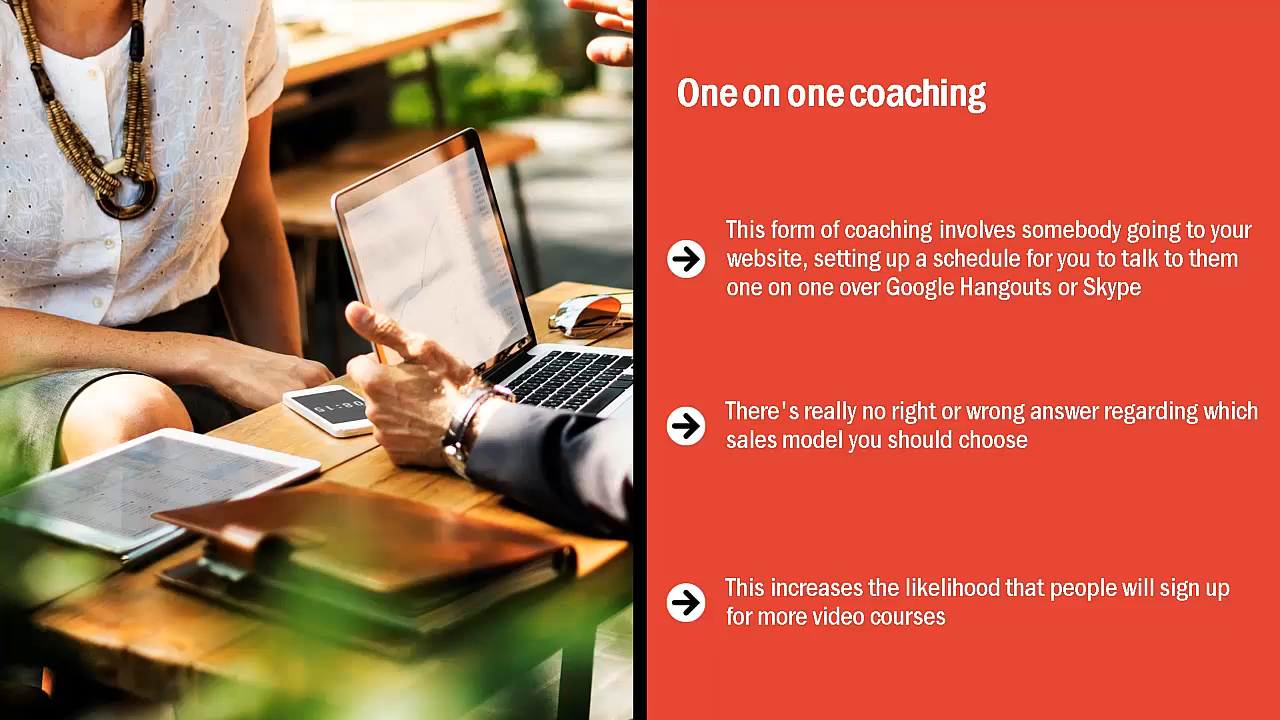 One on one coaching
This form of coaching involves somebody going to your
website, setting up a schedule for you to talk to them
one on one over Google Hangouts or Skype
There's really no right or wrong answer regarding which
sales model you should choose
This increases the likelihood that people will sign up
for more video courses
08:15